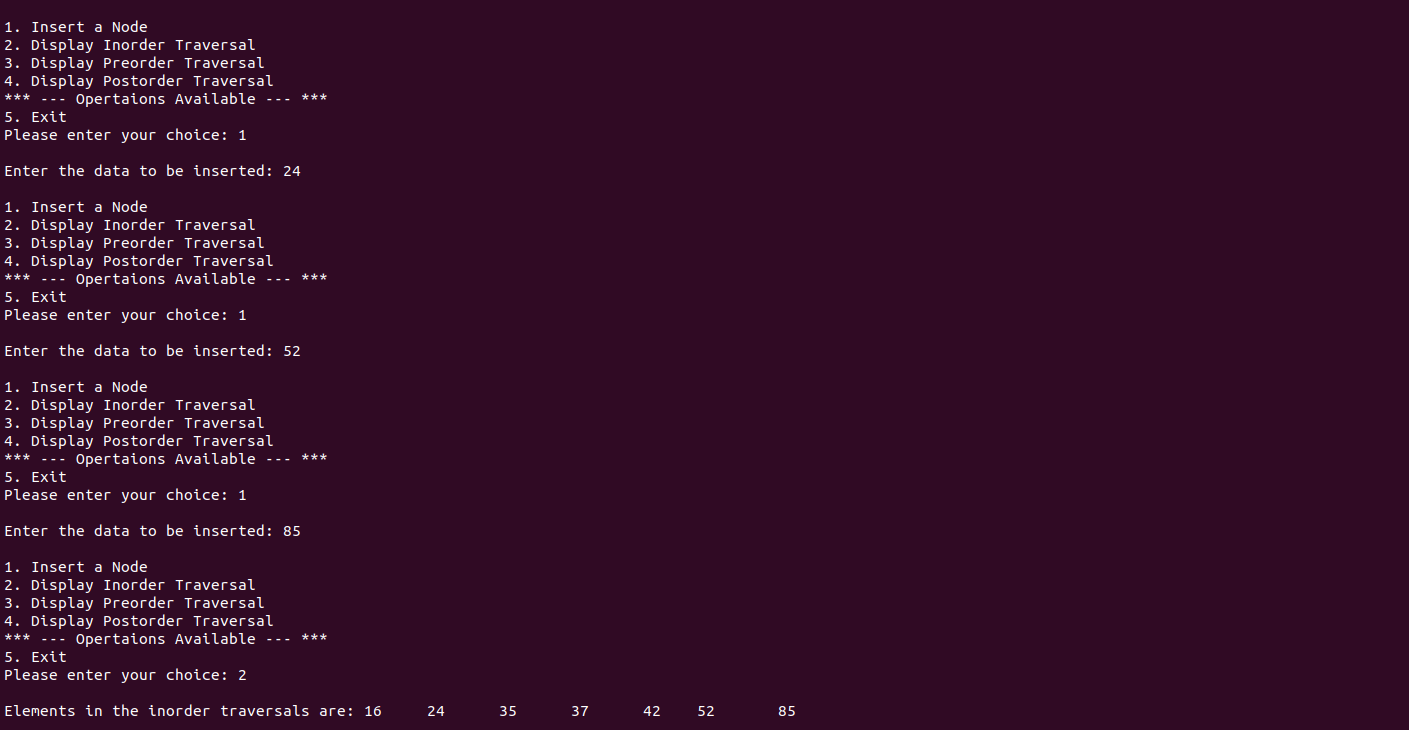 1. Insert a Node
2. Display Inorder Traversal
3. Display Preorder Traversal
4. Display Postorder Traversal
*** --- Opertaions Available --- ***
5. Exit
Please enter your choice: 1
Enter the data to be inserted: 24
1. Insert a Node
2. Display Inorder Traversal
3. Display Preorder Traversal
4. Display Postorder Traversal
*** --- Opertaions Available --- ***
5. Exit
Please enter your choice: 1
Enter the data to be inserted: 52
1. Insert a Node
2. Display Inorder Traversal
3. Display Preorder Traversal
4. Display Postorder Traversal
*** --- Opertaions Available --- ***
5. Exit
Please enter your choice: 1
Enter the data to be inserted: 85
1. Insert a Node
2. Display Inorder Traversal
3. Display Preorder Traversal
4. Display Postorder Traversal
*** --- Opertaions Available --- ***
5. Exit
Please enter your choice: 2
Elements in the inorder traversals are: 16 24 35 37 42 52 85